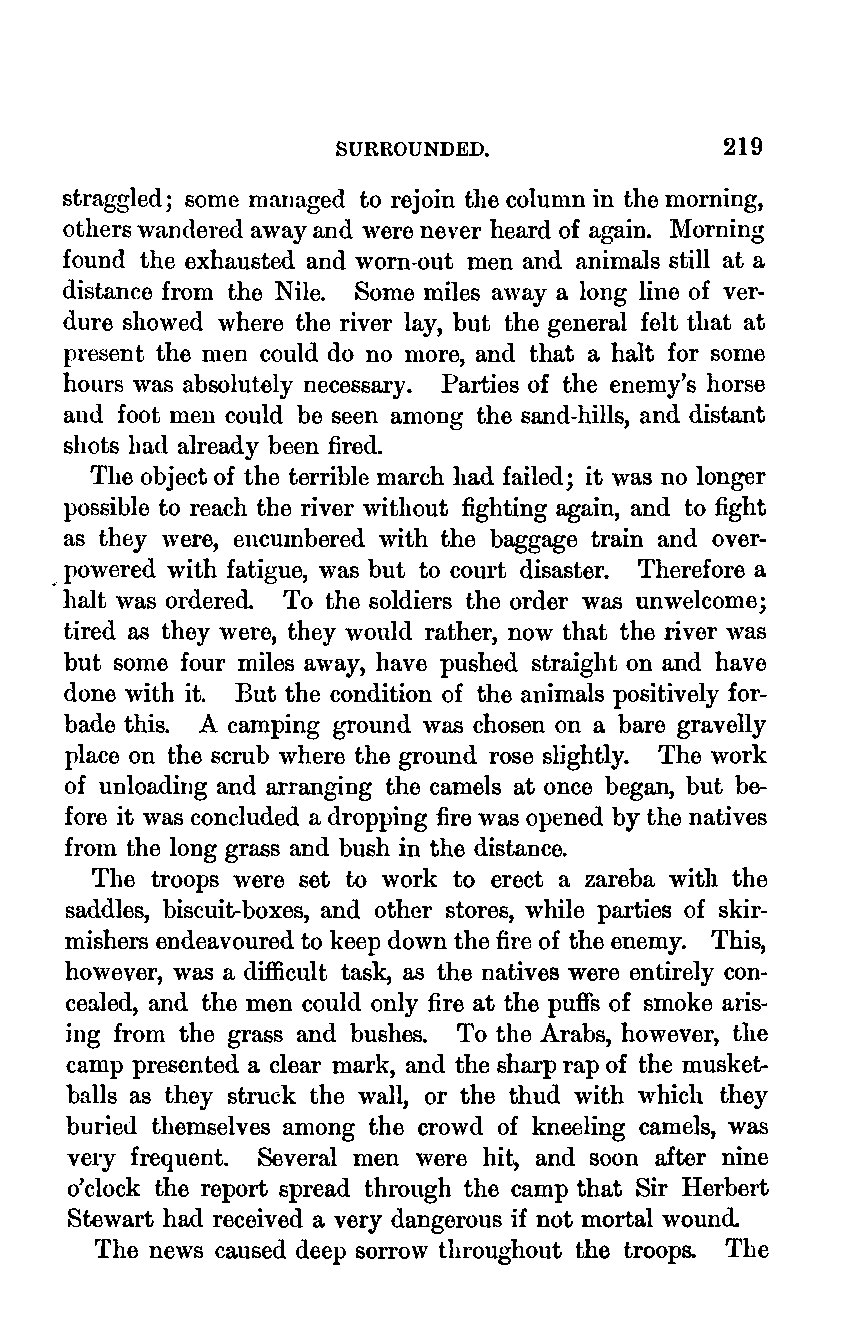 SURROUNDED. 219
straggled; some managed to rejoin the column in the morning,
others wandered away and were never heard of again. Morning
found the exhausted and worn-out men and animals still at a
distance from the Nile. Some miles away a long line of ver-
dure showed where the river lay, but the general felt that at
present the men could do no more, and that a halt for some
hours was absolutely necessary. Parties of the enemy's horse
and foot men could be seen among the sand-hills, and distant
shots had already been fired.
The object of the terrible march had failed; it was no longer
possible to reach the river without fighting again, and to fight
as they were, encumbered with the baggage train and over-
powered with fatigue, was but to court disaster. Therefore a
halt was ordered. To the soldiers the order was unwelcome;
tired as they were, they would rather, now that the river was
but some four miles away, have pushed straight on and have
done with it. But the condition of the animals positively for-
bade this. A camping ground was chosen on a bare gravelly
place on the scrub where the ground rose slightly. The work
of unloading and arranging the camels at once began, but be-
fore it was concluded a dropping fire was opened by the natives
from the long grass and bush in the distance.
The troops were set to work to erect a zareba with the
saddles, biscuit-boxes, and other stores, while parties of skir-
mishers endeavoured to keep down the fire of the enemy. This,
however, was a difficult task, as the natives were entirely con-
cealed, and the men could only fire at the puffs of smoke aris-
ing from the grass and bushes. To the Arabs, however, the
camp presented a clear mark, and the sharp rap of the musket-
balls as they struck the wall, or the thud with which they
buried themselves among the crowd of kneeling camels, was
very frequent. Several men were hit, and soon after nine
o'clock the report spread through the camp that Sir Herbert
Stewart had received a very dangerous if not mortal wound.
The news caused deep sorrow throughout the troops. The